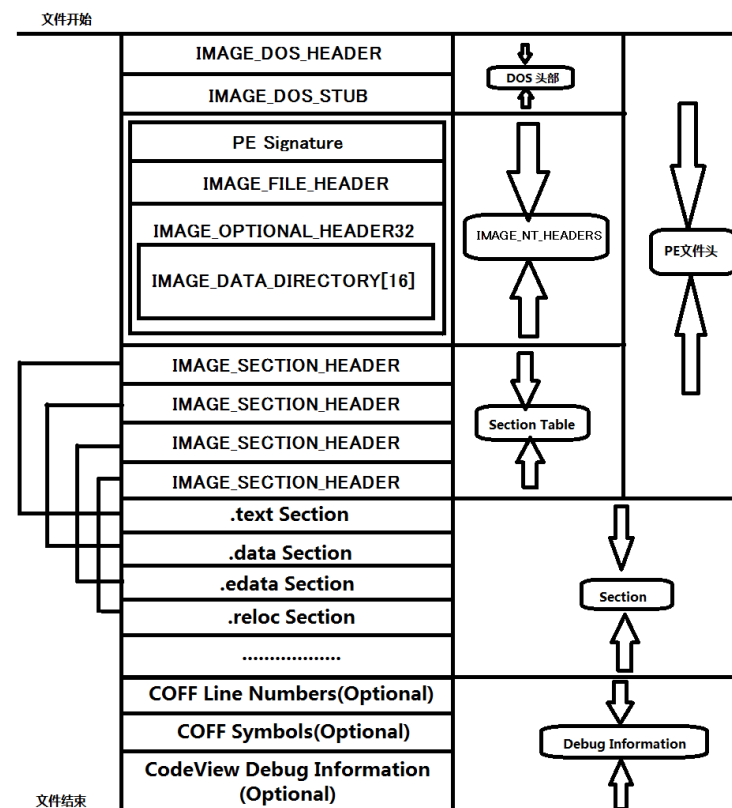 文件开始
IMAGE_DOS_HEADER
DOS 头部
IMAGE_DOS_STUB
PE Signature
IMAGE_FILE_HEADER
IMAGE_OPTIONAL_HEADER32
IMAGE_NT_HEADERS
PE文件头
IMAGE_DATA_DIRECTORY[16]
IMAGE_SECTION_HEADER
IMAGE_SECTION_HEADER
Section Table
IMAGE_SECTION_HEADER
IMAGE_SECTION_HEADER
.text Section
.data Section
.edata Section
Section
.reloc Section
..................
COFF Line Numbers(Optional)
COFF Symbols(Optional)
Debug Information
CodeView Debug Information
(Optional)
文件结束